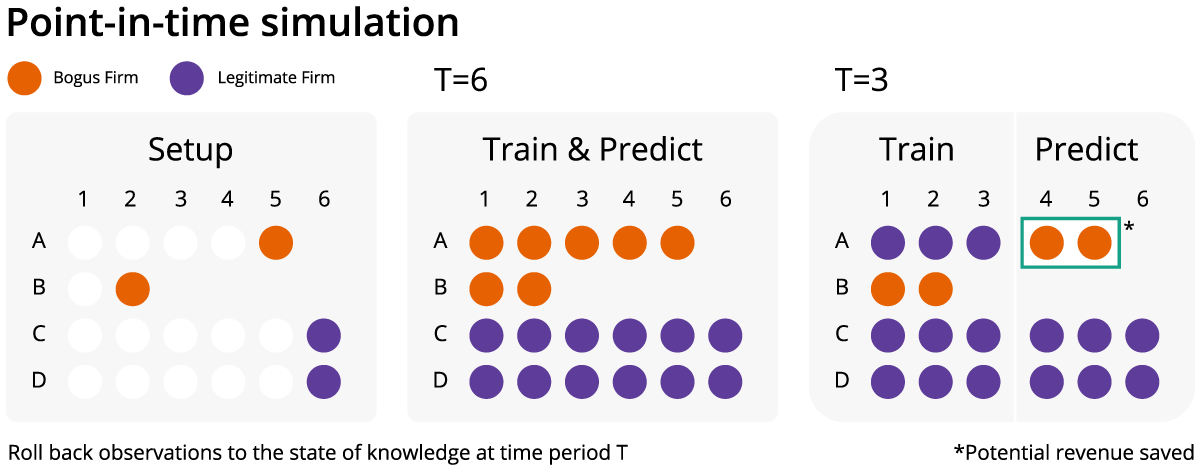 Point-in-time simulation
Bogus Firm Legitimate Firm T=6 T=3
Setup Train & Predict Train Predict
1 2 3 4 5 6 1 2 3 4 5 6 1 2 3 4 5 6
A A A *
B B B
C C C
D D D
Roll back observations to the state of knowledge at time period T *Potential revenue saved